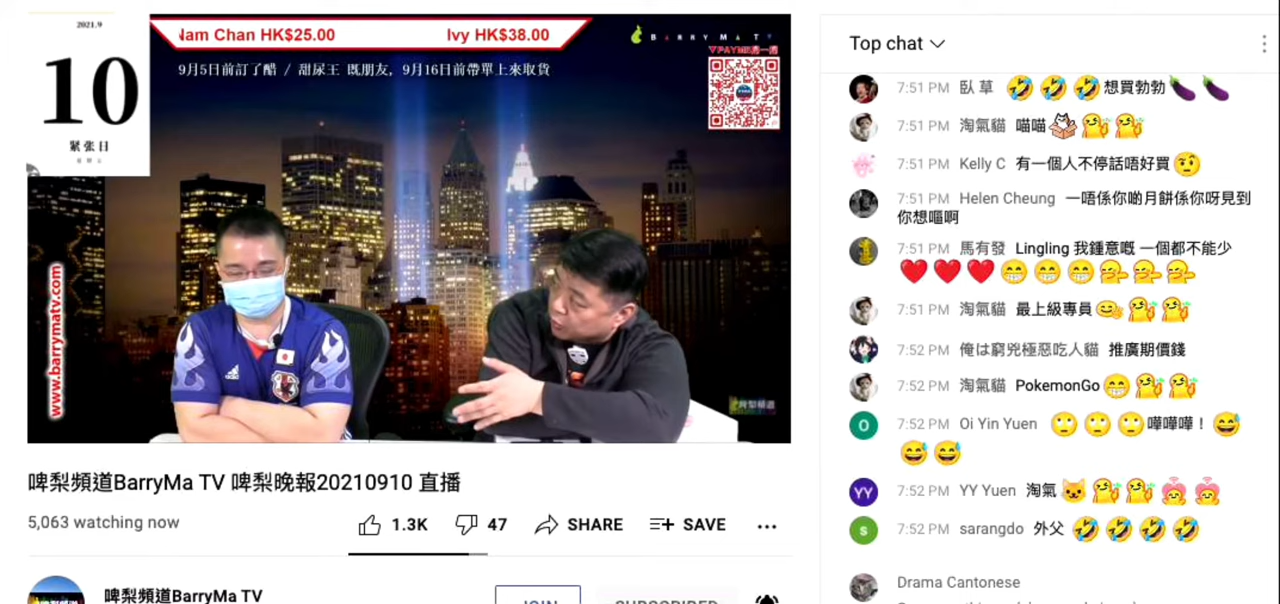 2021.9
10
緊張日
星期五
Nam Chan HK$25.00
Ivy HK$38.00
BARRYMATV
PAYME
9月5日前訂了醋 / 甜尿王 既朋友，9月16日前帶單上來取貨
www.barrymatv.com
啤梨頻道
啤梨頻道BarryMa TV 啤梨晚報20210910 直播
5,063 watching now
1.3K
47
SHARE
SAVE
啤梨頻道BarryMa TV
JOIN
SUBSCRIBED
Top chat
7:51 PM 臥 草 🤣🤣🤣想買勃勃🍆🍆
7:51 PM 淘氣貓 喵喵
7:51 PM Kelly C 有一個人不停話唔好買🤨
7:51 PM Helen Cheung 一唔係你啲月餅係你呀見到
你想嘔啊
7:51 PM 馬有發 Lingling 我鍾意嘅 一個都不能少
❤️❤️❤️😁😁😁
7:51 PM 淘氣貓 最上級專員
7:52 PM 俺は窮兇極惡吃人貓 推廣期價錢
7:52 PM 淘氣貓 PokemonGo😁
7:52 PM Oi Yin Yuen 🙄🙄🙄嘩嘩嘩！😅
😅😅
7:52 PM YY Yuen 淘氣
7:52 PM sarangdo 外父🤣🤣🤣🤣
Drama Cantonese
O
YY
S